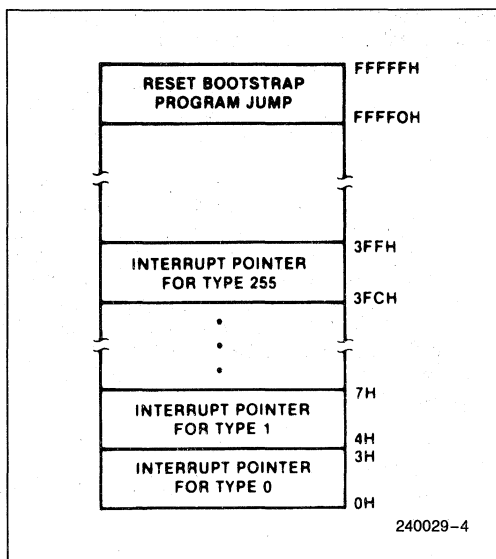 RESET BOOTSTRAP
PROGRAM JUMP
FFFFFH
FFFF0H
3FFH
INTERRUPT POINTER
FOR TYPE 255
3FCH
7H
INTERRUPT POINTER
FOR TYPE 1
4H
3H
INTERRUPT POINTER
FOR TYPE 0
0H
240029-4